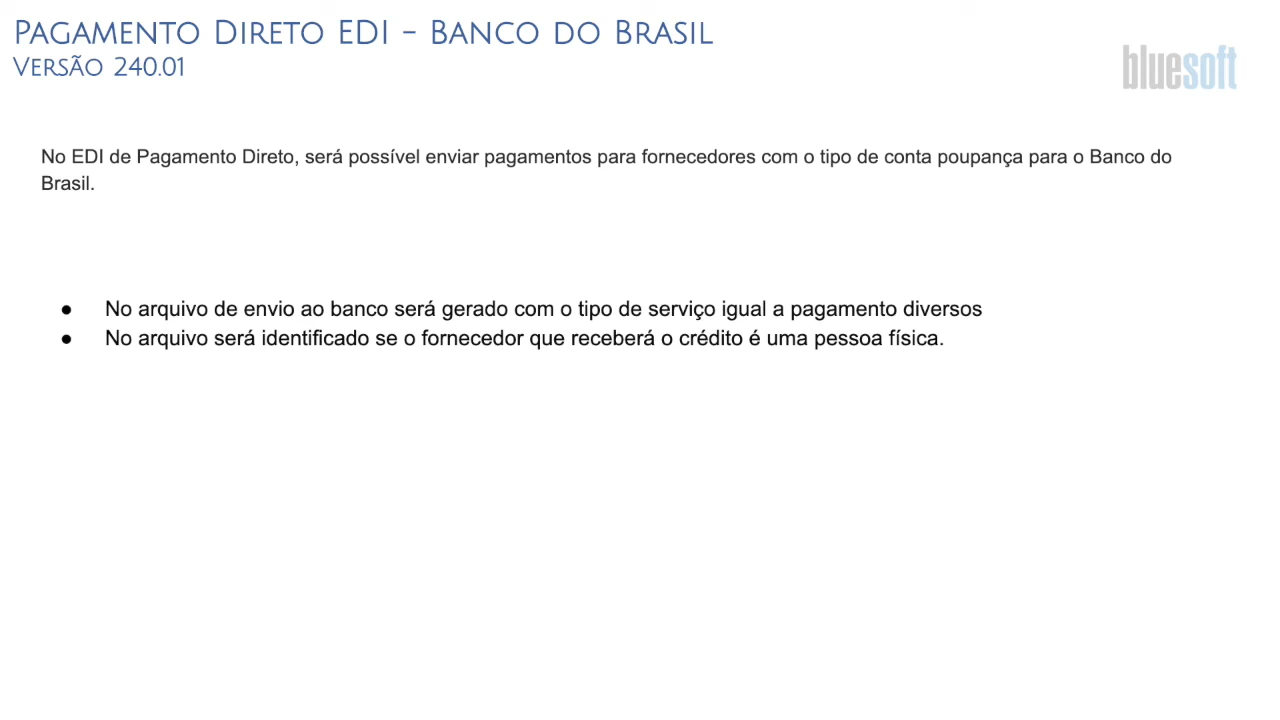 PAGAMENTO DIRETO EDI - BANCO DO BRASIL
VERSÃO 240.01
bluesoft
No EDI de Pagamento Direto, será possível enviar pagamentos para fornecedores com o tipo de conta poupança para o Banco do
Brasil.
● No arquivo de envio ao banco será gerado com o tipo de serviço igual a pagamento diversos
● No arquivo será identificado se o fornecedor que receberá o crédito é uma pessoa física.